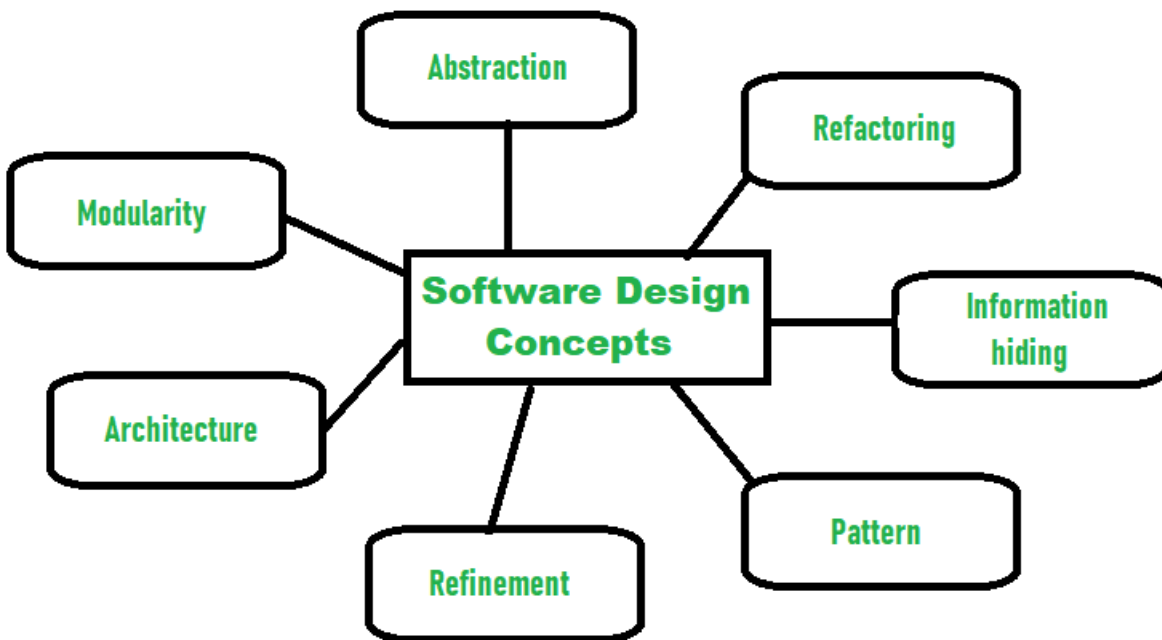 Abstraction
Refactoring
Modularity
Software Design
Concepts
Information
hiding
Architecture
Pattern
Refinement